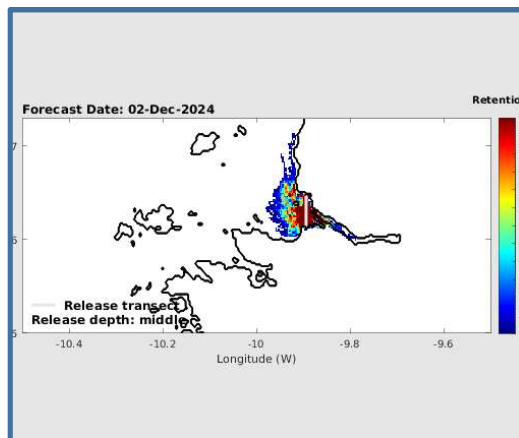 Forecast Date: 02-Dec-2024
Retentio
7
6
5
Release transect
Release depth: middle
-10.4
-10.2
-10
-9.8
-9.6
Longitude (W)